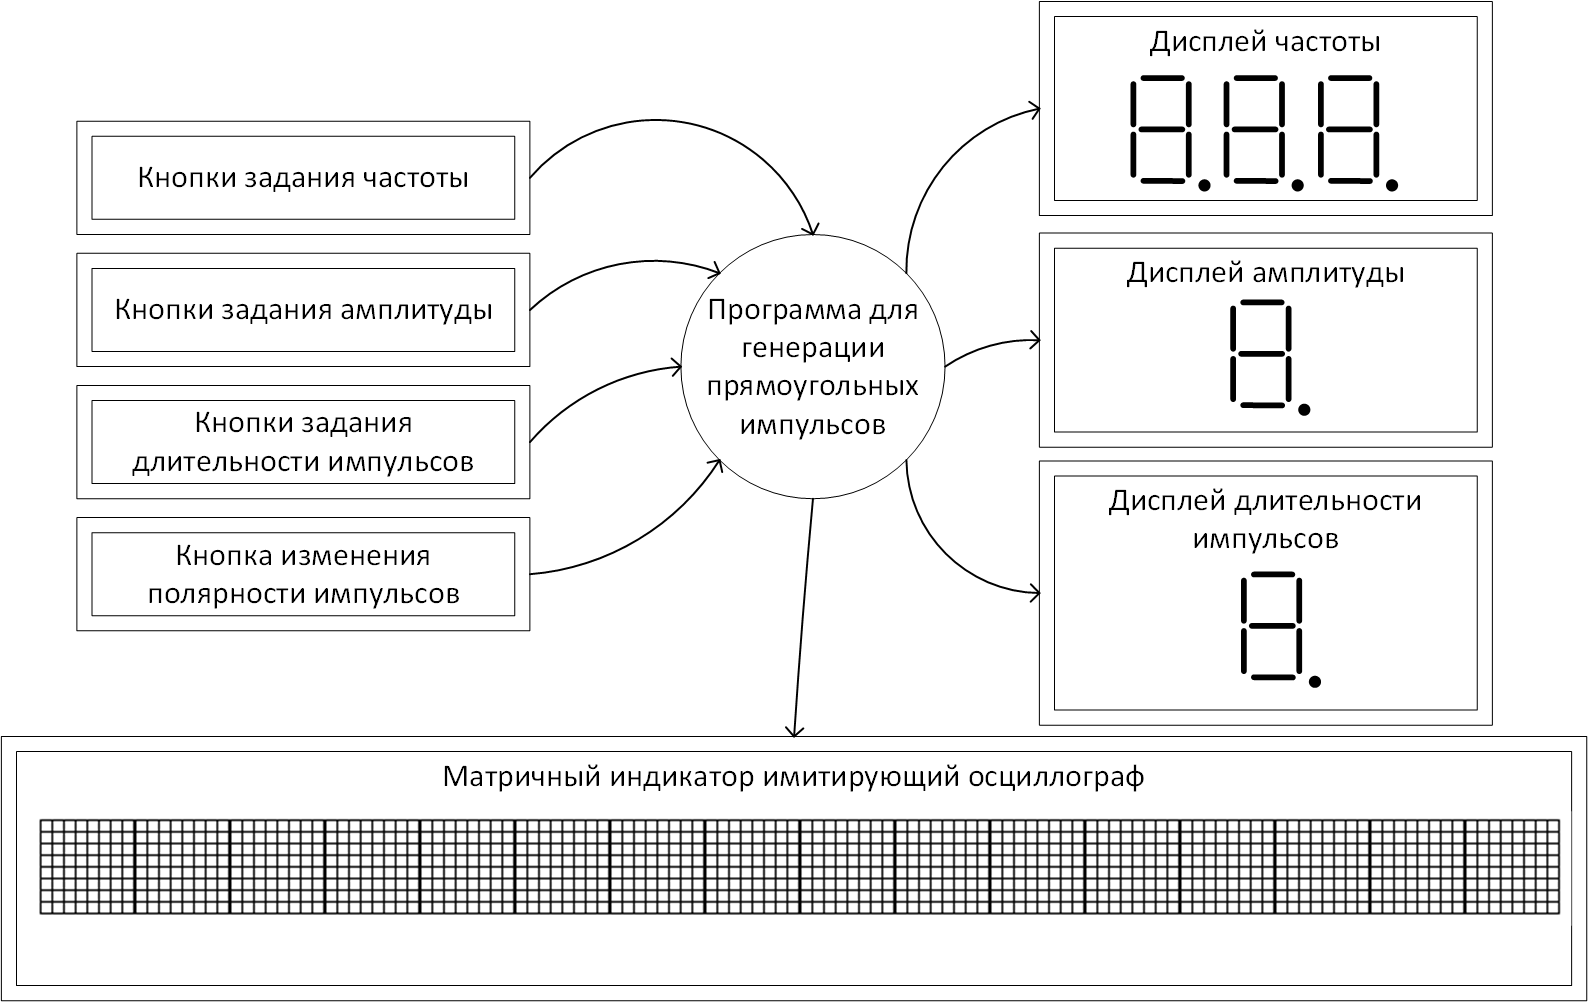 Кнопки задания частоты
Кнопки задания амплитуды
Кнопки задания
длительности импульсов
Кнопка изменения
полярности импульсов
Программа для
генерации
прямоугольных
импульсов
Дисплей частоты
8.8.8.
Дисплей амплитуды
8.
Дисплей длительности
импульсов
8.
Матричный индикатор имитирующий осциллограф